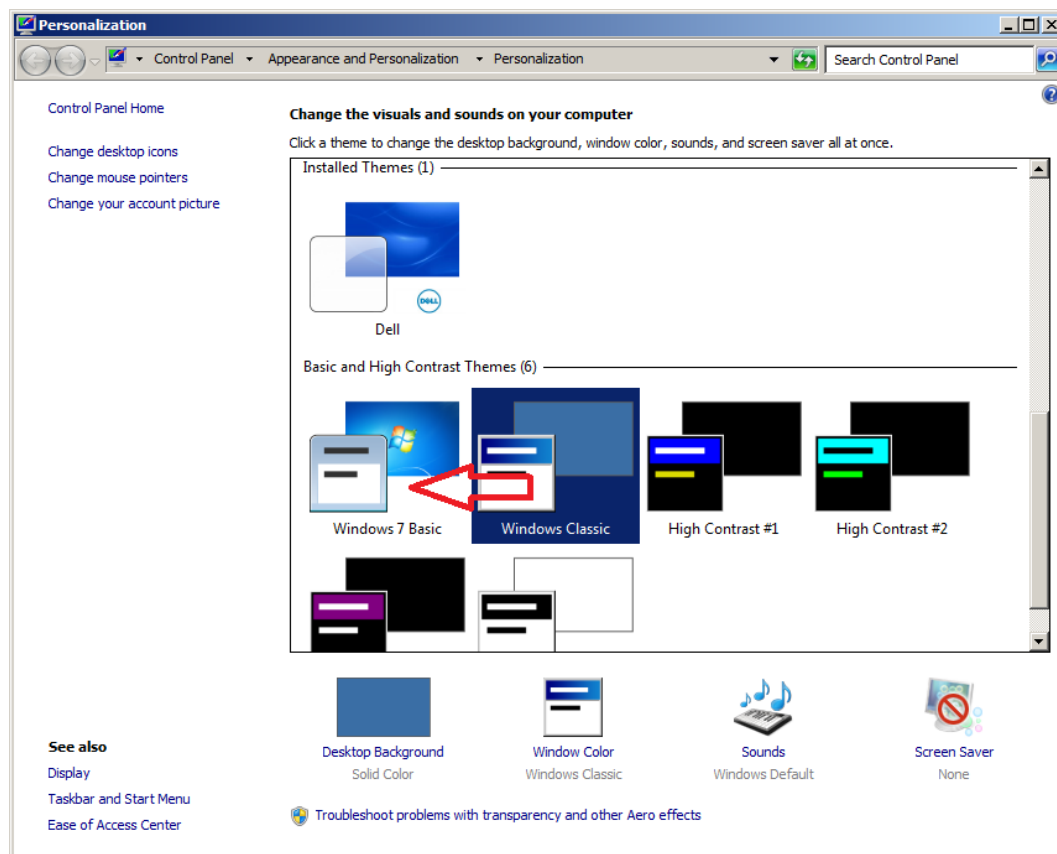 Personalization
Control Panel Appearance and Personalization Personalization Search Control Panel
Control Panel Home
Change desktop icons
Change mouse pointers
Change your account picture
Change the visuals and sounds on your computer
Click a theme to change the desktop background, window color, sounds, and screen saver all at once.
Installed Themes (1)
DELL
Dell
Basic and High Contrast Themes (6)
Windows 7 Basic Windows Classic High Contrast #1 High Contrast #2
Desktop Background Window Color Sounds Screen Saver
Solid Color Windows Classic Windows Default None
Troubleshoot problems with transparency and other Aero effects
See also
Display
Taskbar and Start Menu
Ease of Access Center